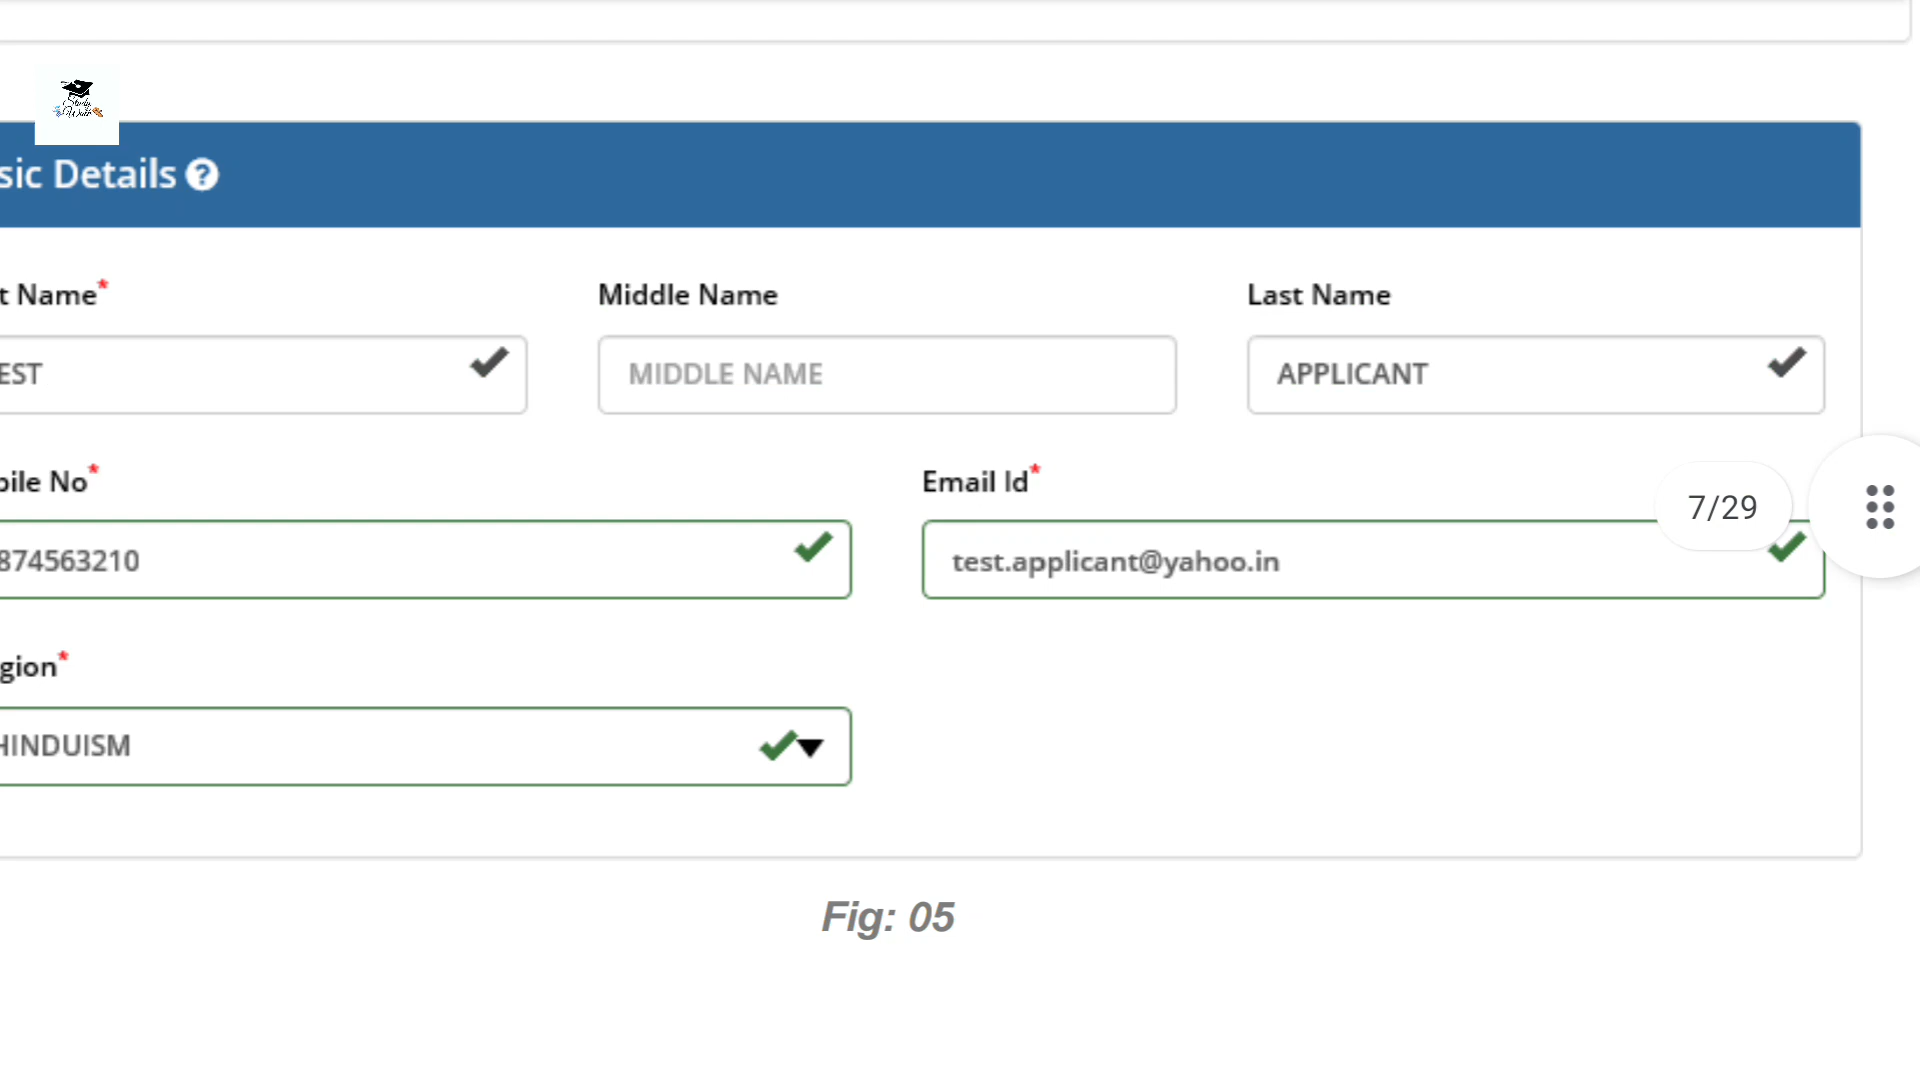 Study
sic Details ?
t Name* Middle Name Last Name
EST MIDDLE NAME APPLICANT
bile No* Email Id*
7/29
874563210 test.applicant@yahoo.in
gion*
HINDUISM
Fig: 05